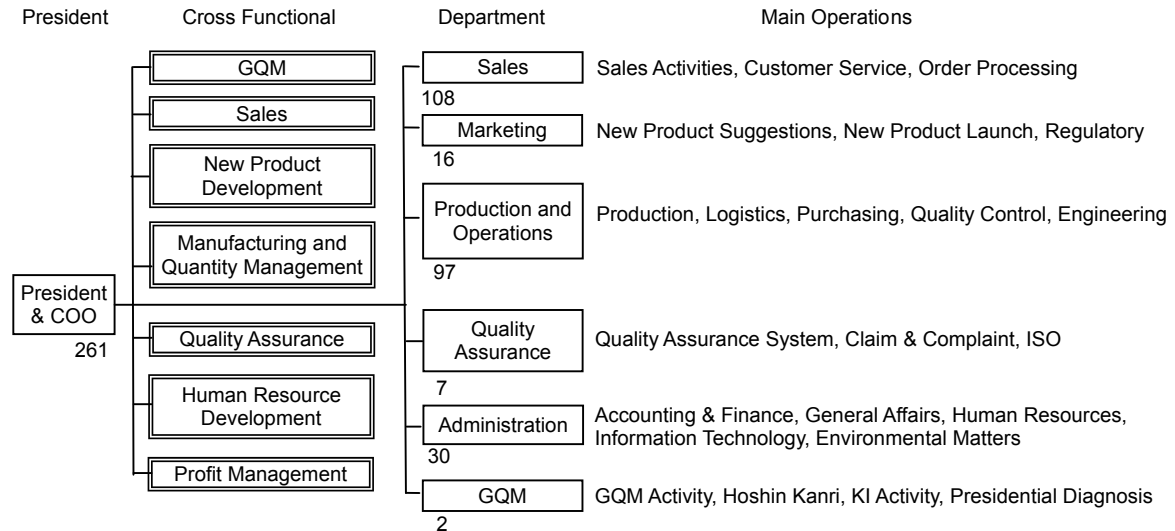 President
Cross Functional
Department
Main Operations
GQM
Sales
New Product
Development
Manufacturing and
Quantity Management
President
& COO
261
Quality Assurance
Human Resource
Development
Profit Management
Sales
108
Sales Activities, Customer Service, Order Processing
Marketing
16
New Product Suggestions, New Product Launch, Regulatory
Production and
Operations
97
Production, Logistics, Purchasing, Quality Control, Engineering
Quality
Assurance
7
Quality Assurance System, Claim & Complaint, ISO
Administration
30
Accounting & Finance, General Affairs, Human Resources,
Information Technology, Environmental Matters
GQM
2
GQM Activity, Hoshin Kanri, KI Activity, Presidential Diagnosis